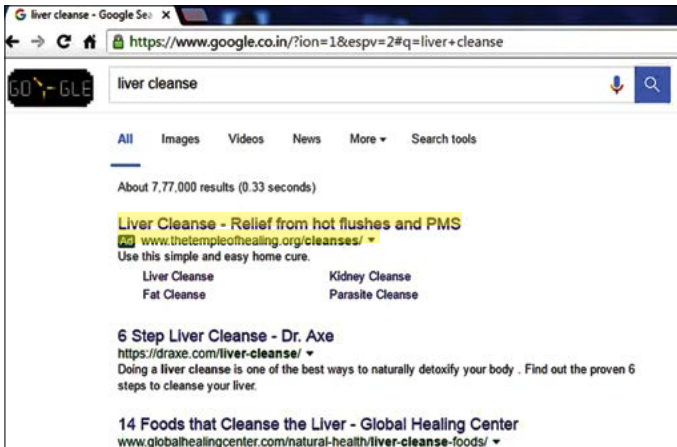 liver cleanse - Google Sea
https://www.google.co.in/?ion=1&espv=2#q=liver+cleanse
GO GLE
liver cleanse
All Images Videos News More Search tools
About 7,77,000 results (0.33 seconds)
Liver Cleanse - Relief from hot flushes and PMS
Ad www.thetempleofhealing.org/cleanses/
Use this simple and easy home cure.
Liver Cleanse Kidney Cleanse
Fat Cleanse Parasite Cleanse
6 Step Liver Cleanse - Dr. Axe
https://draxe.com/liver-cleanse/
Doing a liver cleanse is one of the best ways to naturally detoxify your body . Find out the proven 6
steps to cleanse your liver.
14 Foods that Cleanse the Liver - Global Healing Center
www.globalhealingcenter.com/natural-health/liver-cleanse-foods/